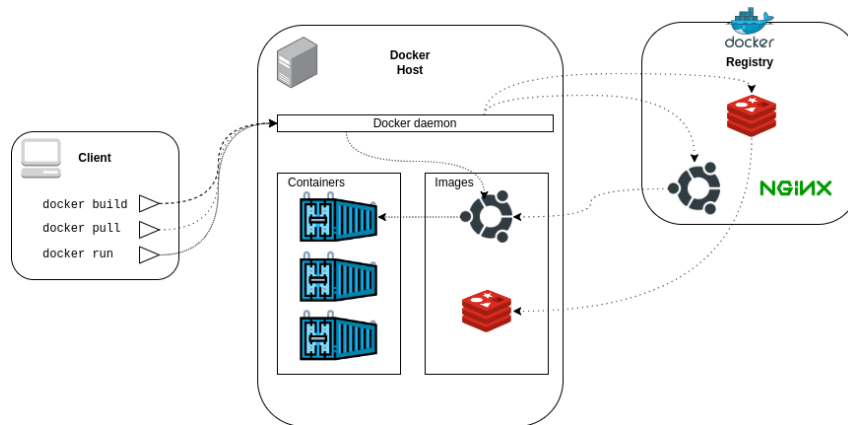 Client
docker build
docker pull
docker run
Docker
Host
Docker daemon
Containers
Images
docker
Registry
NGINX